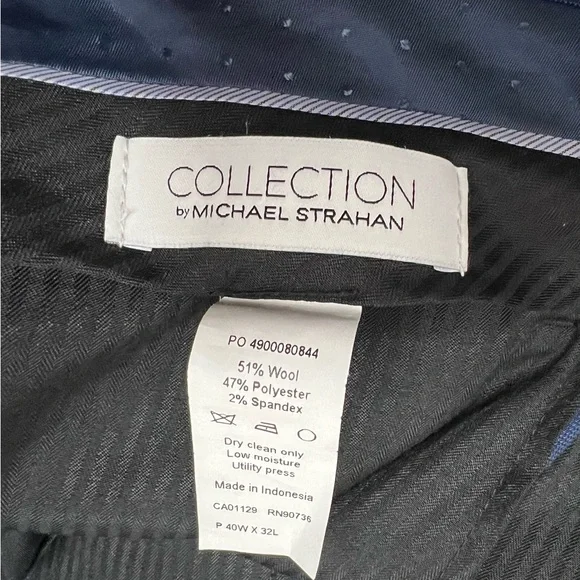 COLLECTION
by MICHAEL STRAHAN
PO 4900080844
51% Wool
47% Polyester
2% Spandex
Dry clean only
Low moisture
Utility press
Made in Indonesia
CA01129 RN90736
P 40W X 32L